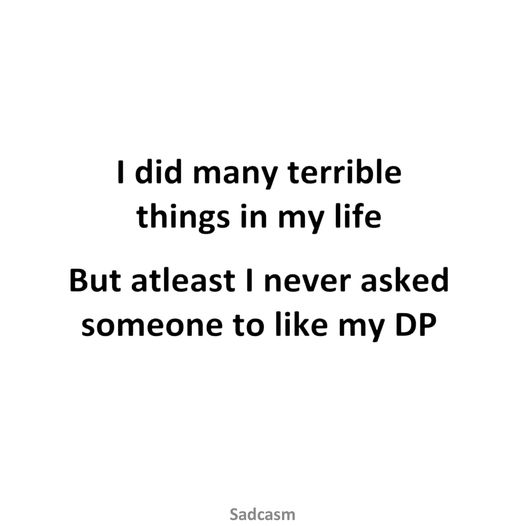 I did many terrible
things in my life
But atleast I never asked
someone to like my DP
Sadcasm